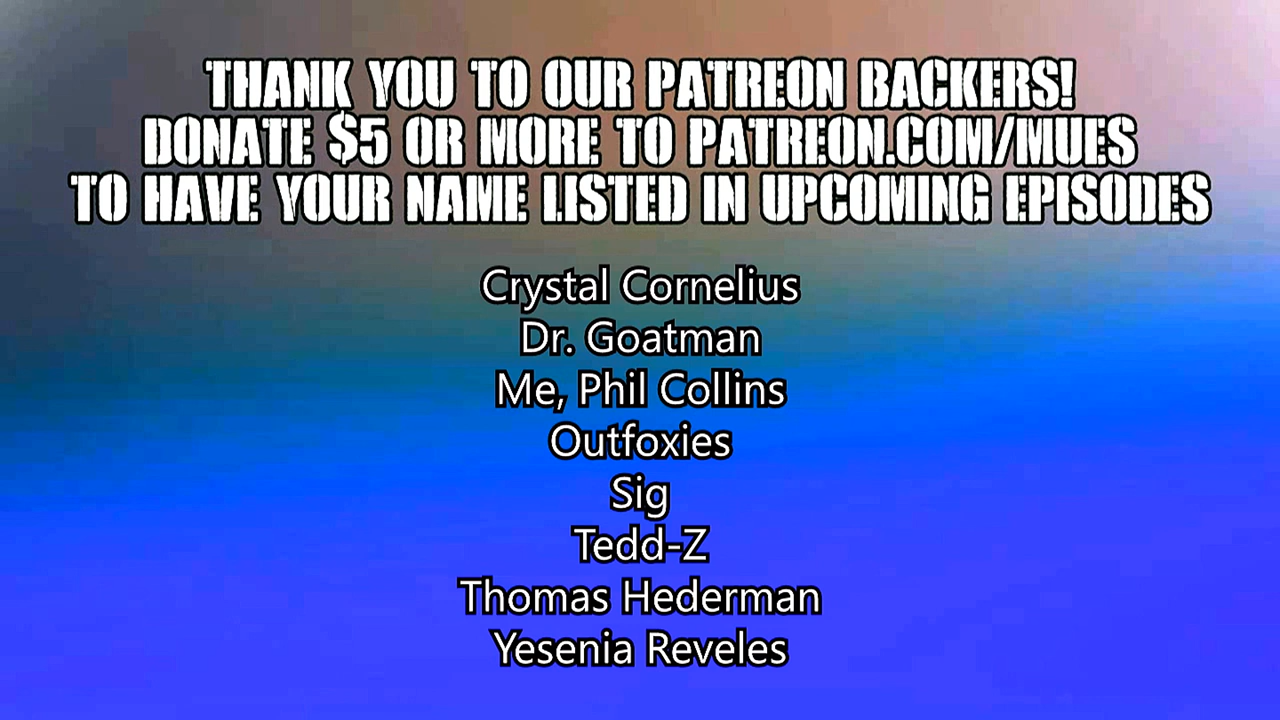 THANK YOU TO OUR PATREON BACKERS!
DONATE $5 OR MORE TO PATREON.COM/MUES
TO HAVE YOUR NAME LISTED IN UPCOMING EPISODES
Crystal Cornelius
Dr. Goatman
Me, Phil Collins
Outfoxies
Sig
Tedd-Z
Thomas Hederman
Yesenia Reveles